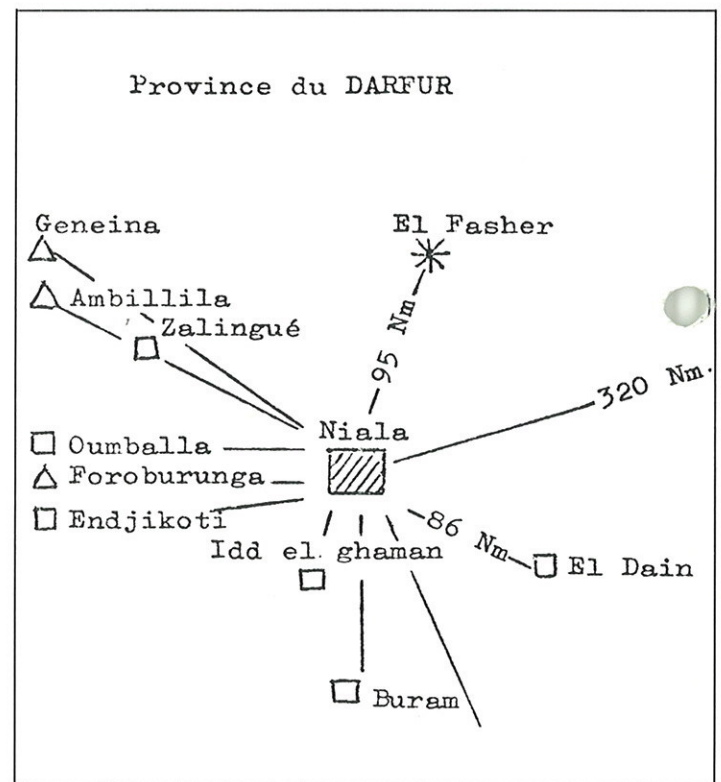 Province du DARFUR
Geneina
El Fasher
Ambillila
Zalingué
95 Nm
320 Nm.
Niala
Oumballa
Foroburunga
Endjikoti
86 Nm
Idd el ghaman
El Dain
Buram